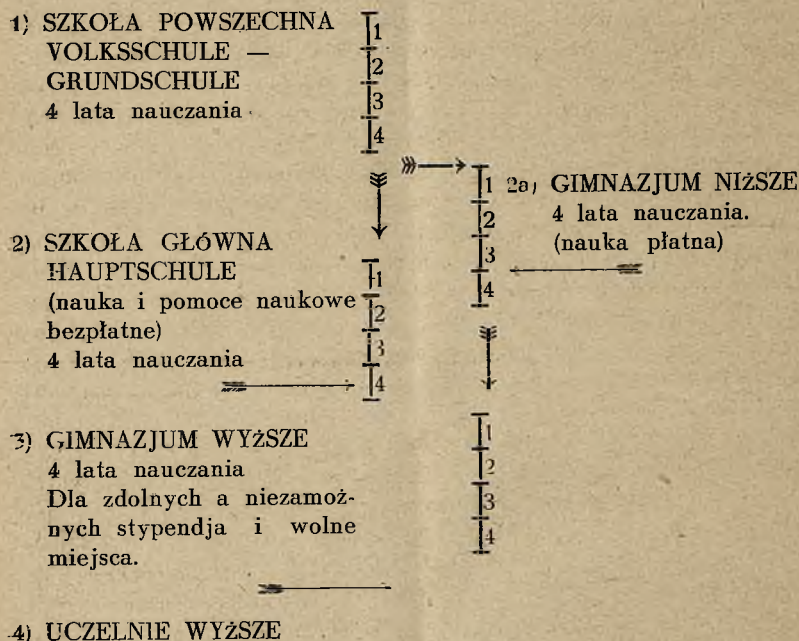 1) SZKOŁA POWSZECHNA
VOLKSSCHULE —
GRUNDSCHULE
4 lata nauczania
1
2
3
4
2a) GIMNAZJUM NIŻSZE
4 lata nauczania.
(nauka płatna)
1
2
3
4
2) SZKOŁA GŁÓWNA
HAUPTSCHULE
(nauka i pomoce naukowe
bezpłatne)
4 lata nauczania
1
2
3
4
3) GIMNAZJUM WYŻSZE
4 lata nauczania
Dla zdolnych a niezamoż-
nych stypendja i wolne
miejsca.
1
2
3
4
4) UCZELNIE WYŻSZE